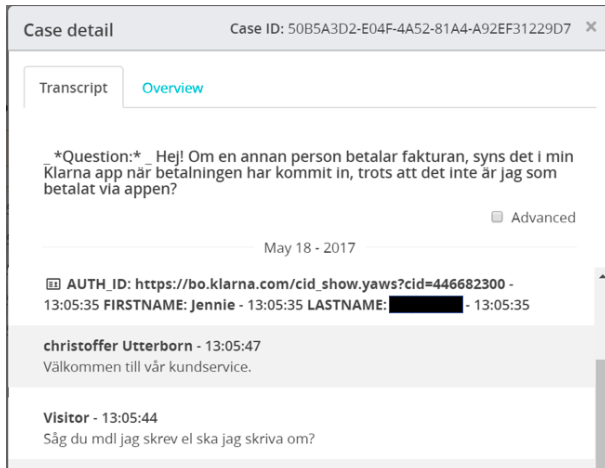 Case detail
Case ID: 50B5A3D2-E04F-4A52-81A4-A92EF31229D7 ×
Transcript
Overview
_ *Question:* _ Hej! Om en annan person betalar fakturan, syns det i min
Klarna app när betalningen har kommit in, trots att det inte är jag som
betalat via appen?
Advanced
May 18 - 2017
AUTH_ID: https://bo.klarna.com/cid_show.yaws?cid=446682300 -
13:05:35 FIRSTNAME: Jennie - 13:05:35 LASTNAME: - 13:05:35
christoffer Utterborn - 13:05:47
Välkommen till vår kundservice.
Visitor - 13:05:44
Såg du mdl jag skrev el ska jag skriva om?